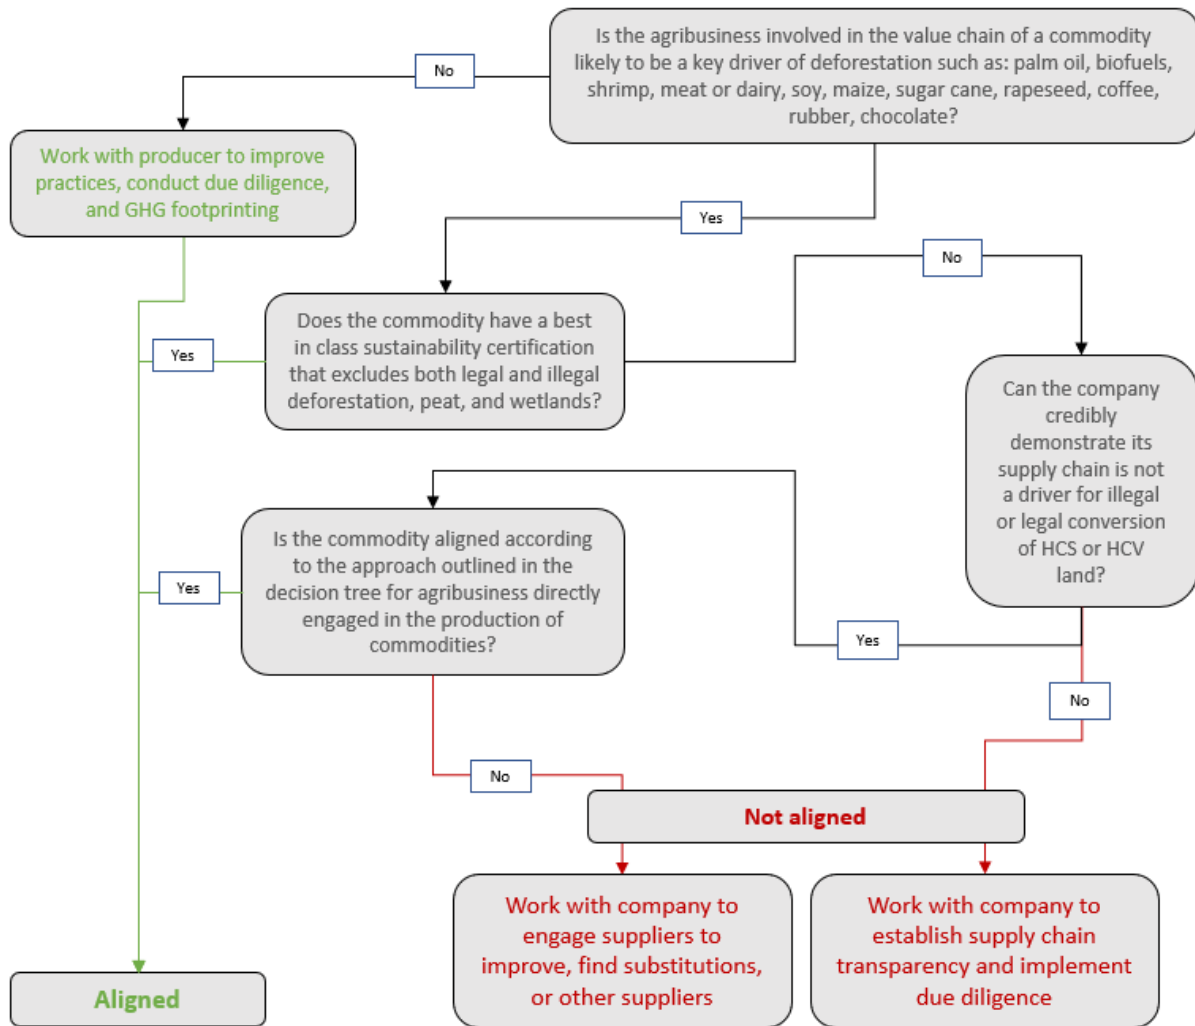 Is the agribusiness involved in the value chain of a commodity
likely to be a key driver of deforestation such as: palm oil, biofuels,
shrimp, meat or dairy, soy, maize, sugar cane, rapeseed, coffee,
rubber, chocolate?
No
Work with producer to improve
practices, conduct due diligence,
and GHG footprinting
Yes
No
Does the commodity have a best
in class sustainability certification
that excludes both legal and illegal
deforestation, peat, and wetlands?
Yes
Can the company
credibly
demonstrate its
supply chain is not
a driver for illegal
or legal conversion
of HCS or HCV
land?
Is the commodity aligned according
to the approach outlined in the
decision tree for agribusiness directly
engaged in the production of
commodities?
Yes
Yes
No
No
Not aligned
Work with company to
engage suppliers to
improve, find substitutions,
or other suppliers
Work with company to
establish supply chain
transparency and implement
due diligence
Aligned